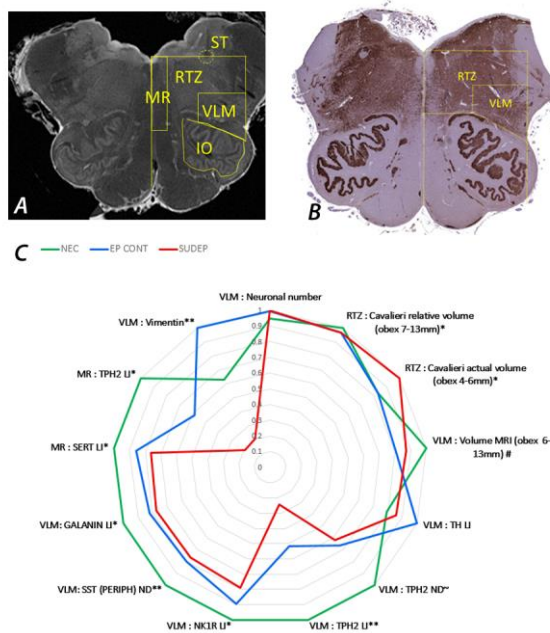 ST
RTZ
MR
VLM
IO
A
RTZ
VLM
B
C
NEC
EP CONT
SUDEP
VLM : Neuronal number
RTZ : Cavalieri relative volume
(obex 7-13mm)*
RTZ : Cavalieri actual volume
(obex 4-6mm)*
VLM : Volume MRI (obex 6-
13mm) #
VLM : TH LI
VLM : TPH2 ND~
VLM : TPH2 LI**
VLM : NK1R LI*
VLM: SST (PERIPH) ND**
VLM: GALANIN LI*
MR : SERT LI*
MR : TPH2 LI*
VLM : Vimentin**
1
0.9
0.8
0.7
0.6
0.5
0.4
0.3
0.2
0.1
0